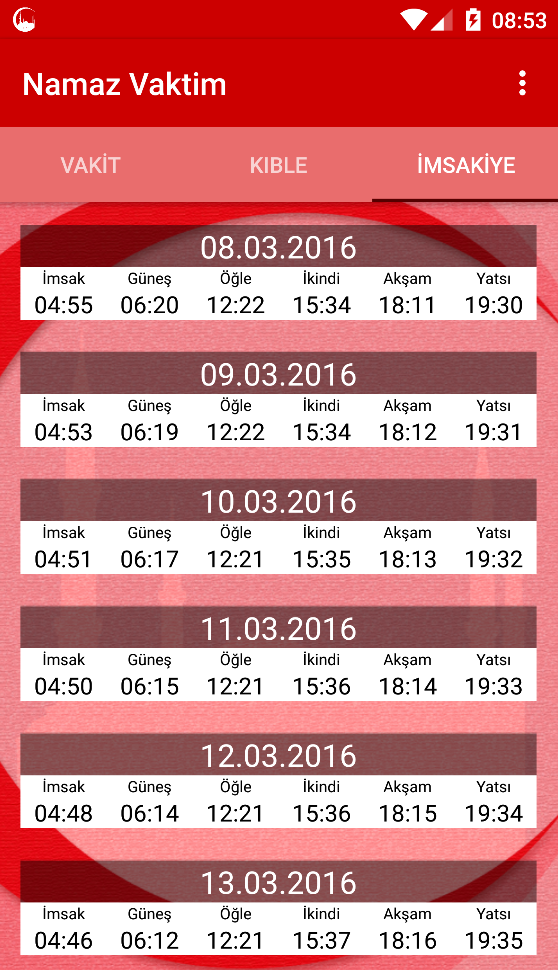 08:53
Namaz Vaktim
VAKİT KIBLE İMSAKİYE
08.03.2016
İmsak Güneş Öğle İkindi Akşam Yatsı
04:55 06:20 12:22 15:34 18:11 19:30
09.03.2016
İmsak Güneş Öğle İkindi Akşam Yatsı
04:53 06:19 12:22 15:34 18:12 19:31
10.03.2016
İmsak Güneş Öğle İkindi Akşam Yatsı
04:51 06:17 12:21 15:35 18:13 19:32
11.03.2016
İmsak Güneş Öğle İkindi Akşam Yatsı
04:50 06:15 12:21 15:36 18:14 19:33
12.03.2016
İmsak Güneş Öğle İkindi Akşam Yatsı
04:48 06:14 12:21 15:36 18:15 19:34
13.03.2016
İmsak Güneş Öğle İkindi Akşam Yatsı
04:46 06:12 12:21 15:37 18:16 19:35